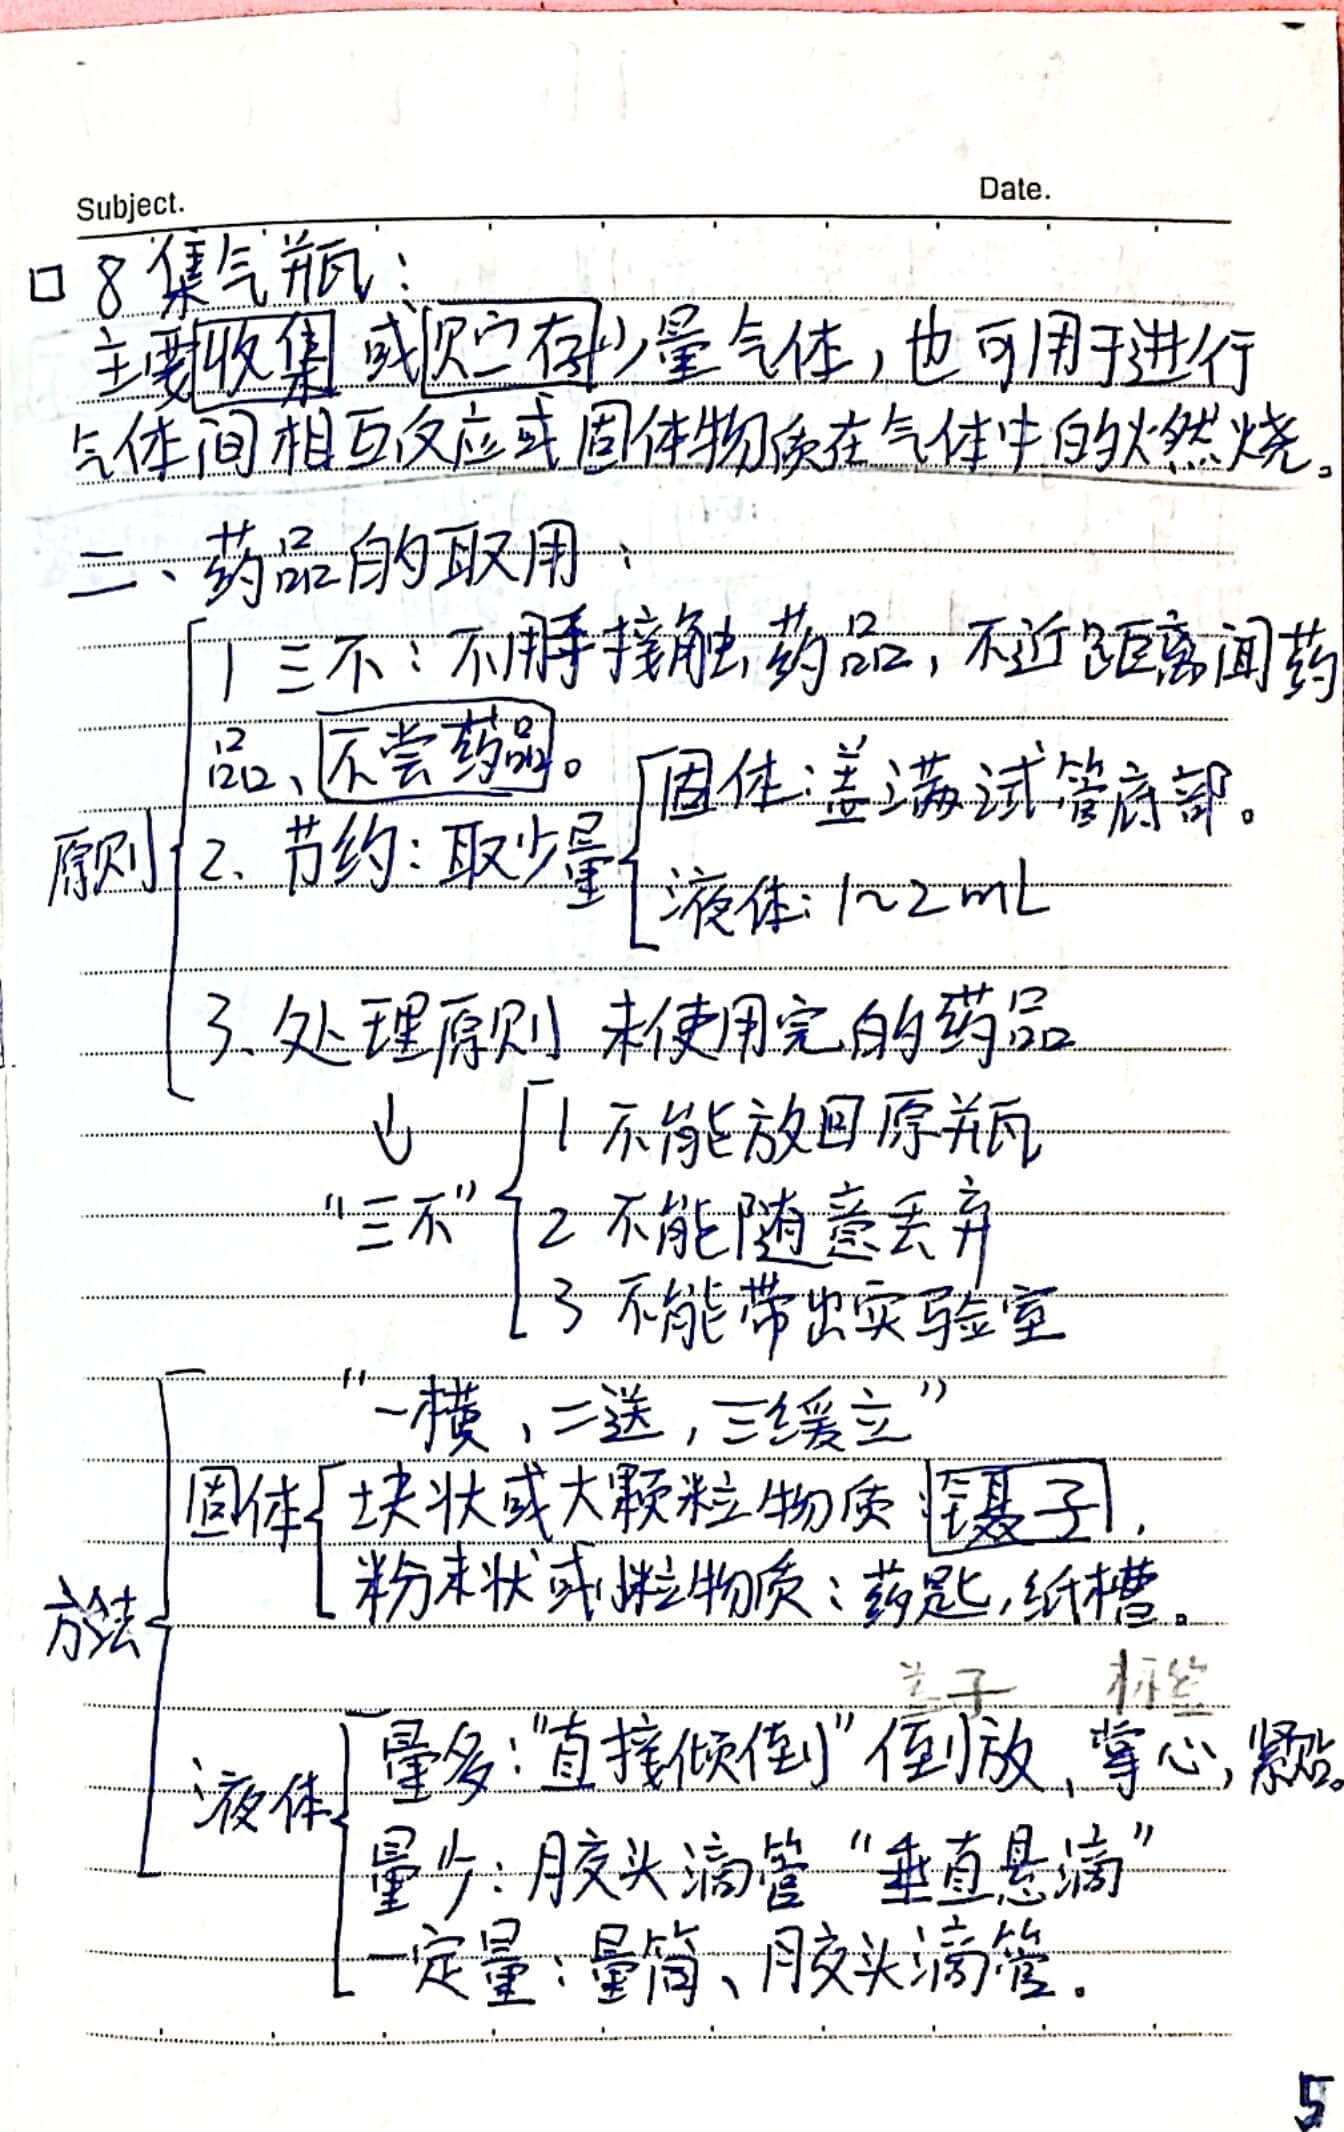 Subject.
Date.
8 集气瓶：
主要收集或贮存少量气体，也可用于进行
气体间相互反应或固体物质在气体中的燃烧。
二、药品的取用：
原则
1 三不：不用手接触药品，不近距离闻药
品、不尝药品。
2、节约：取少量
固体：盖满试管底部。
液体：1~2mL
3、处理原则 未使用完的药品
↓
“三不”
1 不能放回原瓶
2 不能随意丢弃
3 不能带出实验室
方法
“一横，二送，三缓立”
固体
块状或大颗粒物质：镊子.
粉末状或小粒物质：药匙，纸槽。
盖子 标签
液体
量多：“直接倾倒” 倒放、掌心，紧贴。
量少：胶头滴管“垂直悬滴”
一定量：量筒、胶头滴管。
5